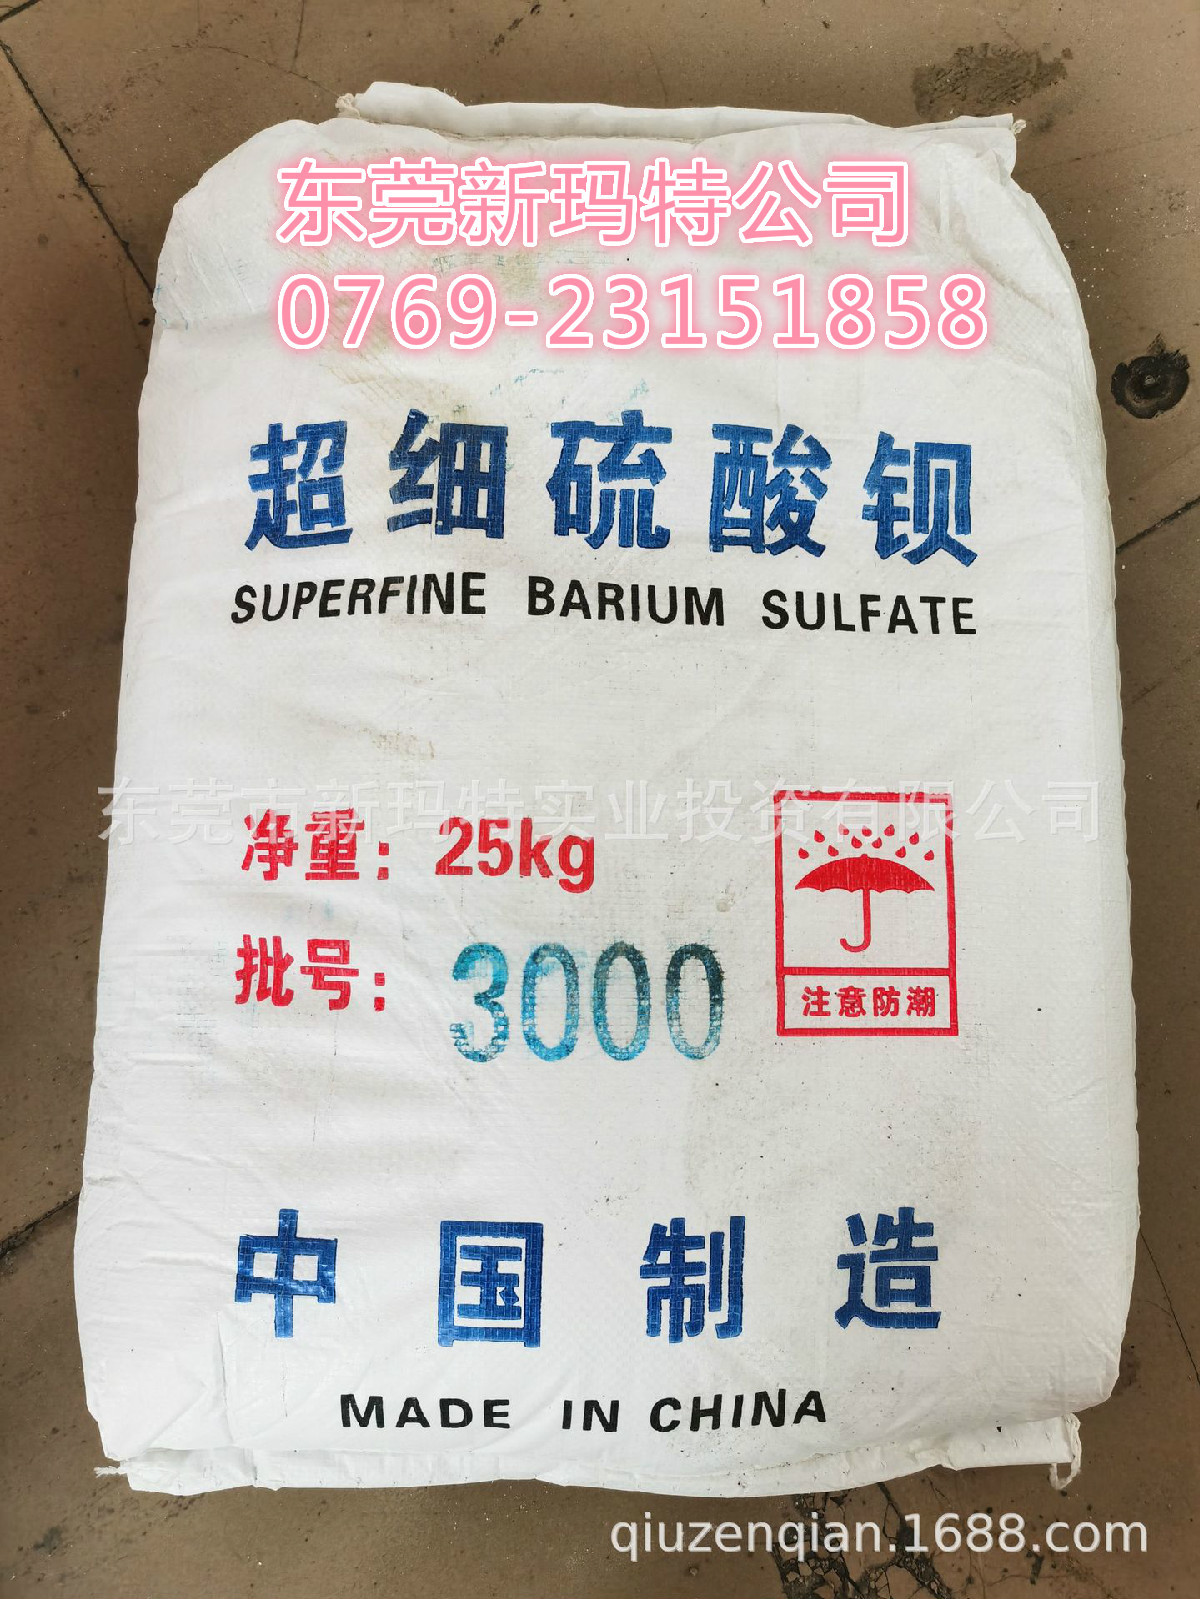 东莞新玛特公司
0769-23151858
超细硫酸钡
SUPERFINE BARIUM SULFATE
东莞市新玛特实业投资有限公司
净重：25kg
批号：3000
注意防潮
中国制造
MADE IN CHINA
qiuzenqian.1688.com